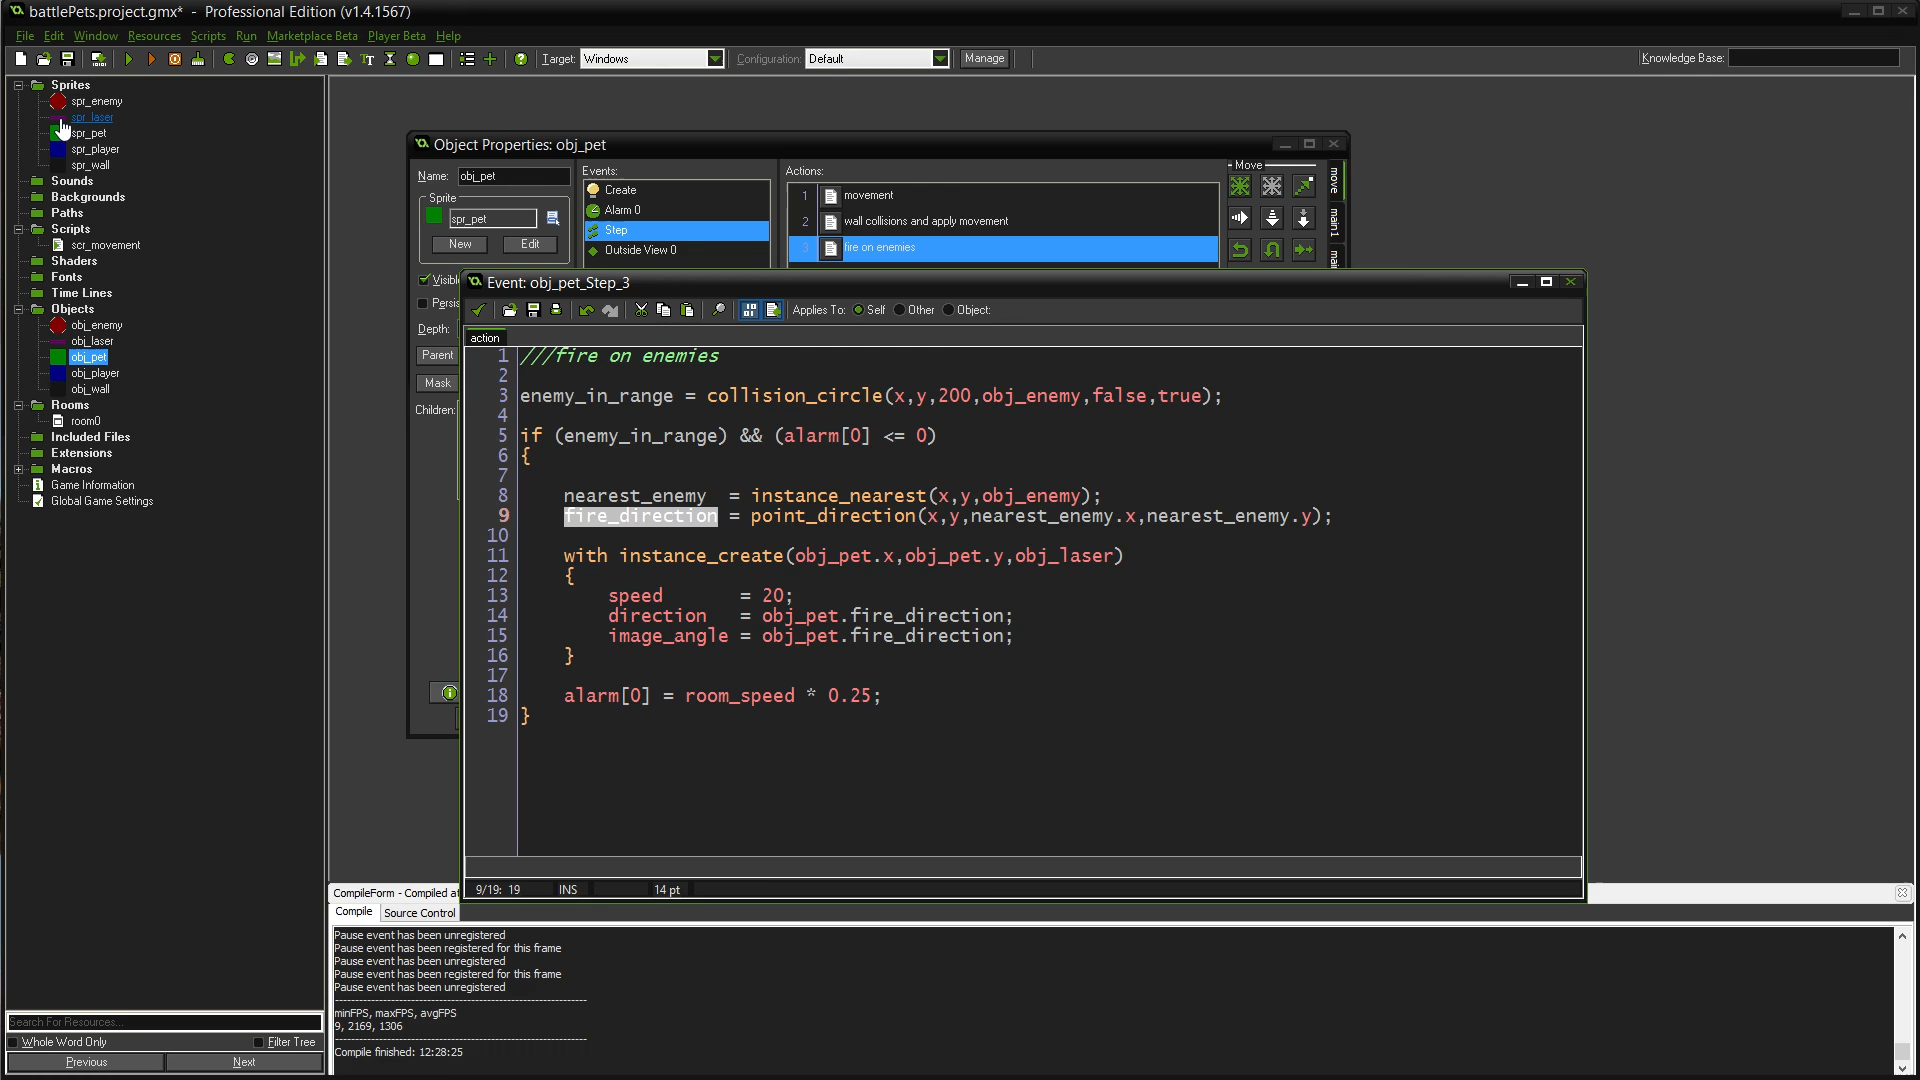 battlePets.project.gmx* - Professional Edition (v1.4.1567)
File Edit Window Resources Scripts Run Marketplace Beta Player Beta Help
Target: Windows Configuration: Default Manage Knowledge Base:
Sprites
spr_enemy
spr_laser
spr_pet
spr_player
spr_wall
Sounds
Backgrounds
Paths
Scripts
scr_movement
Shaders
Fonts
Time Lines
Objects
obj_enemy
obj_laser
obj_pet
obj_player
obj_wall
Rooms
room0
Included Files
Extensions
Macros
Game Information
Global Game Settings
Search For Resources...
Whole Word Only Filter Tree
Previous Next
Object Properties: obj_pet
Name: obj_pet
Sprite
spr_pet
New Edit
Visible
Persis
Depth:
Parent
Mask
Children:
Events:
Create
Alarm 0
Step
Outside View 0
Actions:
1 movement
2 wall collisions and apply movement
3 fire on enemies
Move
move
main1
mai
Event: obj_pet_Step_3
Applies To: Self Other Object:
action
1 ///fire on enemies
2
3 enemy_in_range = collision_circle(x,y,200,obj_enemy,false,true);
4
5 if (enemy_in_range) && (alarm[0] <= 0)
6 {
7
8 nearest_enemy = instance_nearest(x,y,obj_enemy);
9 fire_direction = point_direction(x,y,nearest_enemy.x,nearest_enemy.y);
10
11 with instance_create(obj_pet.x,obj_pet.y,obj_laser)
12 {
13 speed = 20;
14 direction = obj_pet.fire_direction;
15 image_angle = obj_pet.fire_direction;
16 }
17
18 alarm[0] = room_speed * 0.25;
19 }
9/19: 19 INS 14 pt
CompileForm - Compiled at
Compile Source Control
Pause event has been unregistered
Pause event has been registered for this frame
Pause event has been unregistered
Pause event has been registered for this frame
Pause event has been unregistered
minFPS, maxFPS, avgFPS
9, 2169, 1306
Compile finished: 12:28:25